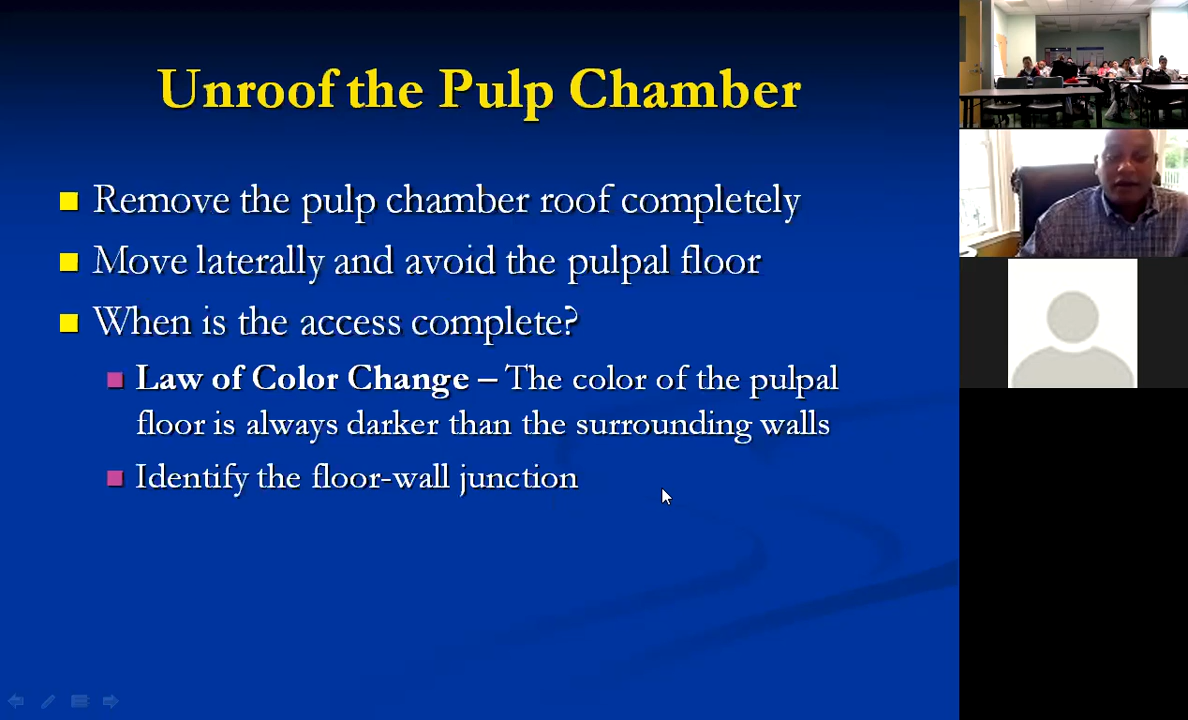 Unroof the Pulp Chamber
Remove the pulp chamber roof completely
Move laterally and avoid the pulpal floor
When is the access complete?
Law of Color Change – The color of the pulpal
floor is always darker than the surrounding walls
Identify the floor-wall junction